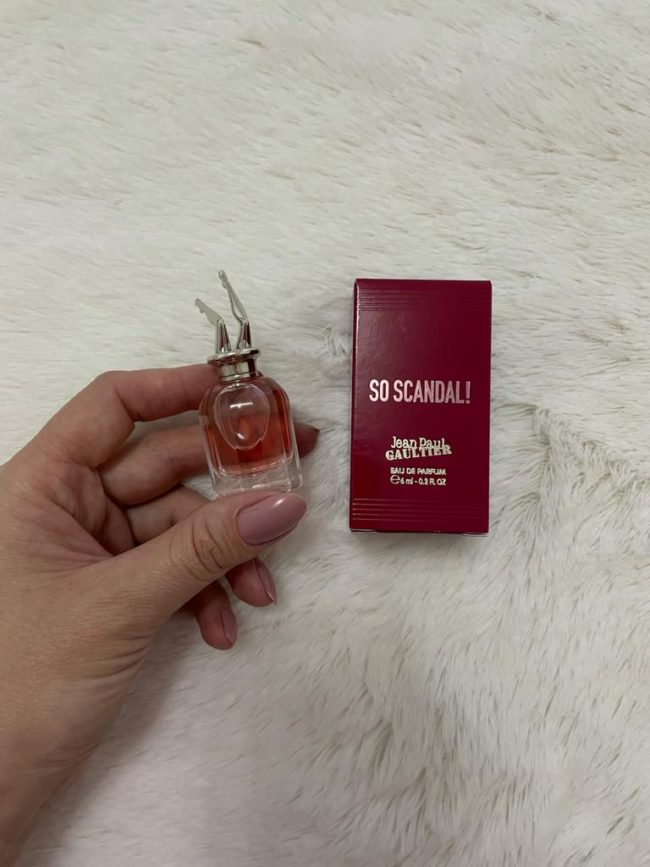 SO SCANDAL!
Jean Paul
GAULTIER
EAU DE PARFUM
℮ 6 ml - 0.2 FL OZ